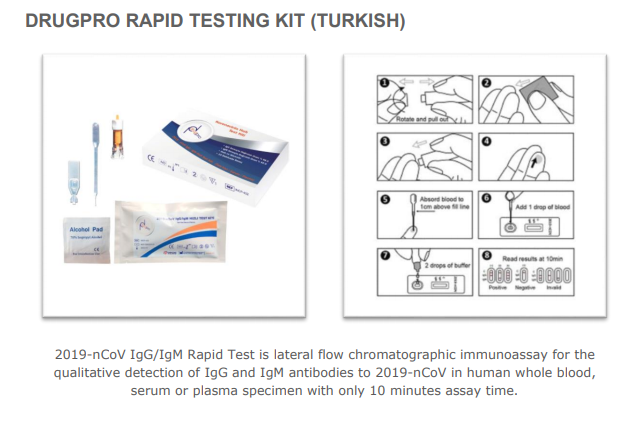 DRUGPRO RAPID TESTING KIT (TURKISH)
Alcohol Pad
CE
1
Rotate and pull out
2
3
4
5
Absord blood to
1cm above fill line
6
Add 1 drop of blood
7
2 drops of buffer
8
Read results at 10min
Positive Negative Invalid
2019-nCoV IgG/IgM Rapid Test is lateral flow chromatographic immunoassay for the
qualitative detection of IgG and IgM antibodies to 2019-nCoV in human whole blood,
serum or plasma specimen with only 10 minutes assay time.